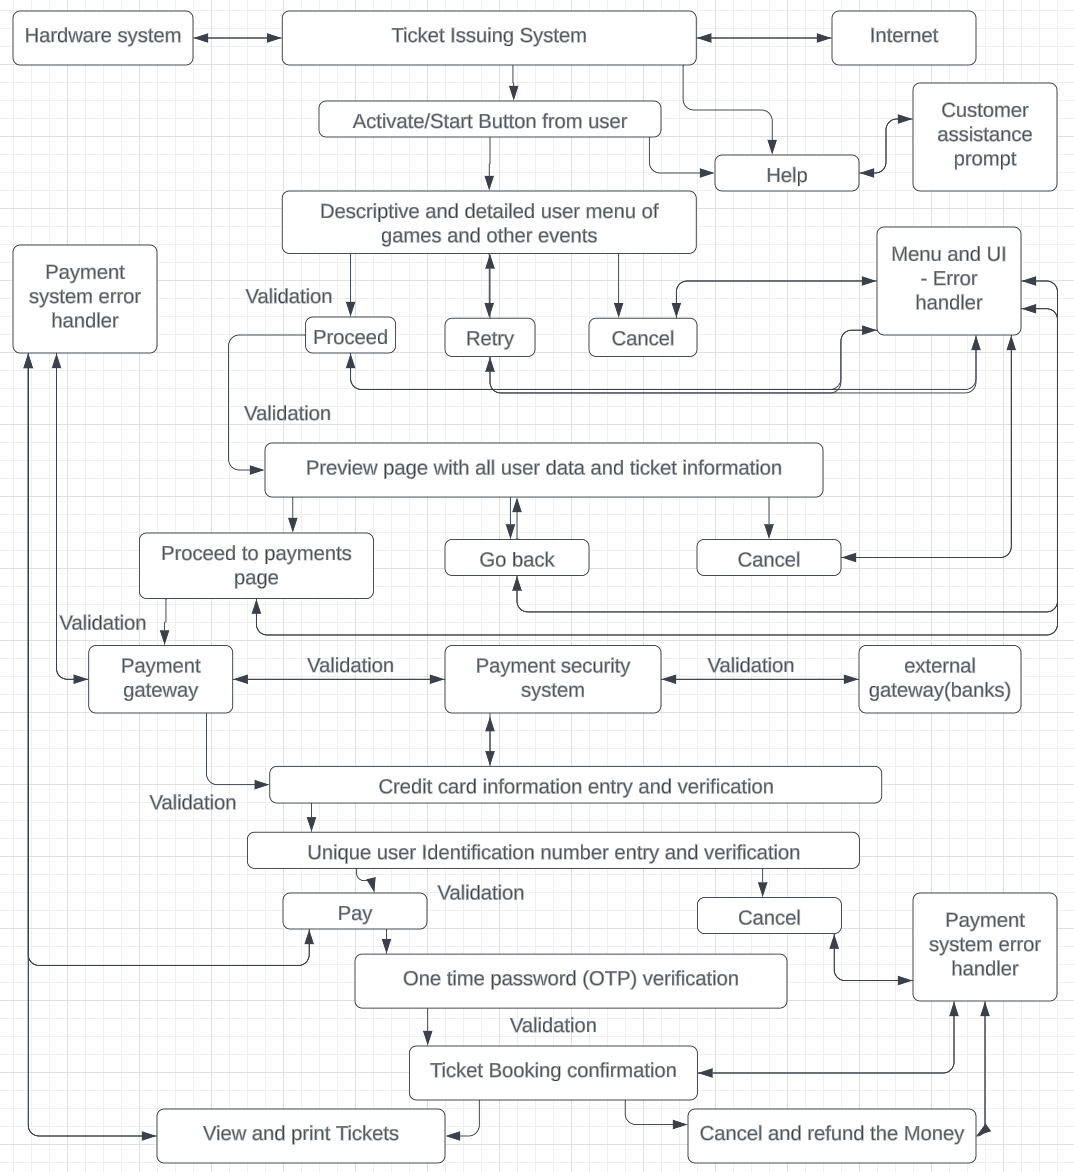 Hardware system
Ticket Issuing System
Internet
Activate/Start Button from user
Customer
assistance
prompt
Help
Descriptive and detailed user menu of
games and other events
Menu and UI
- Error
handler
Payment
system error
handler
Validation
Proceed
Retry
Cancel
Validation
Preview page with all user data and ticket information
Proceed to payments
page
Go back
Cancel
Validation
Payment
gateway
Validation
Payment security
system
Validation
external
gateway(banks)
Credit card information entry and verification
Validation
Unique user Identification number entry and verification
Validation
Pay
Cancel
Payment
system error
handler
One time password (OTP) verification
Validation
Ticket Booking confirmation
View and print Tickets
Cancel and refund the Money